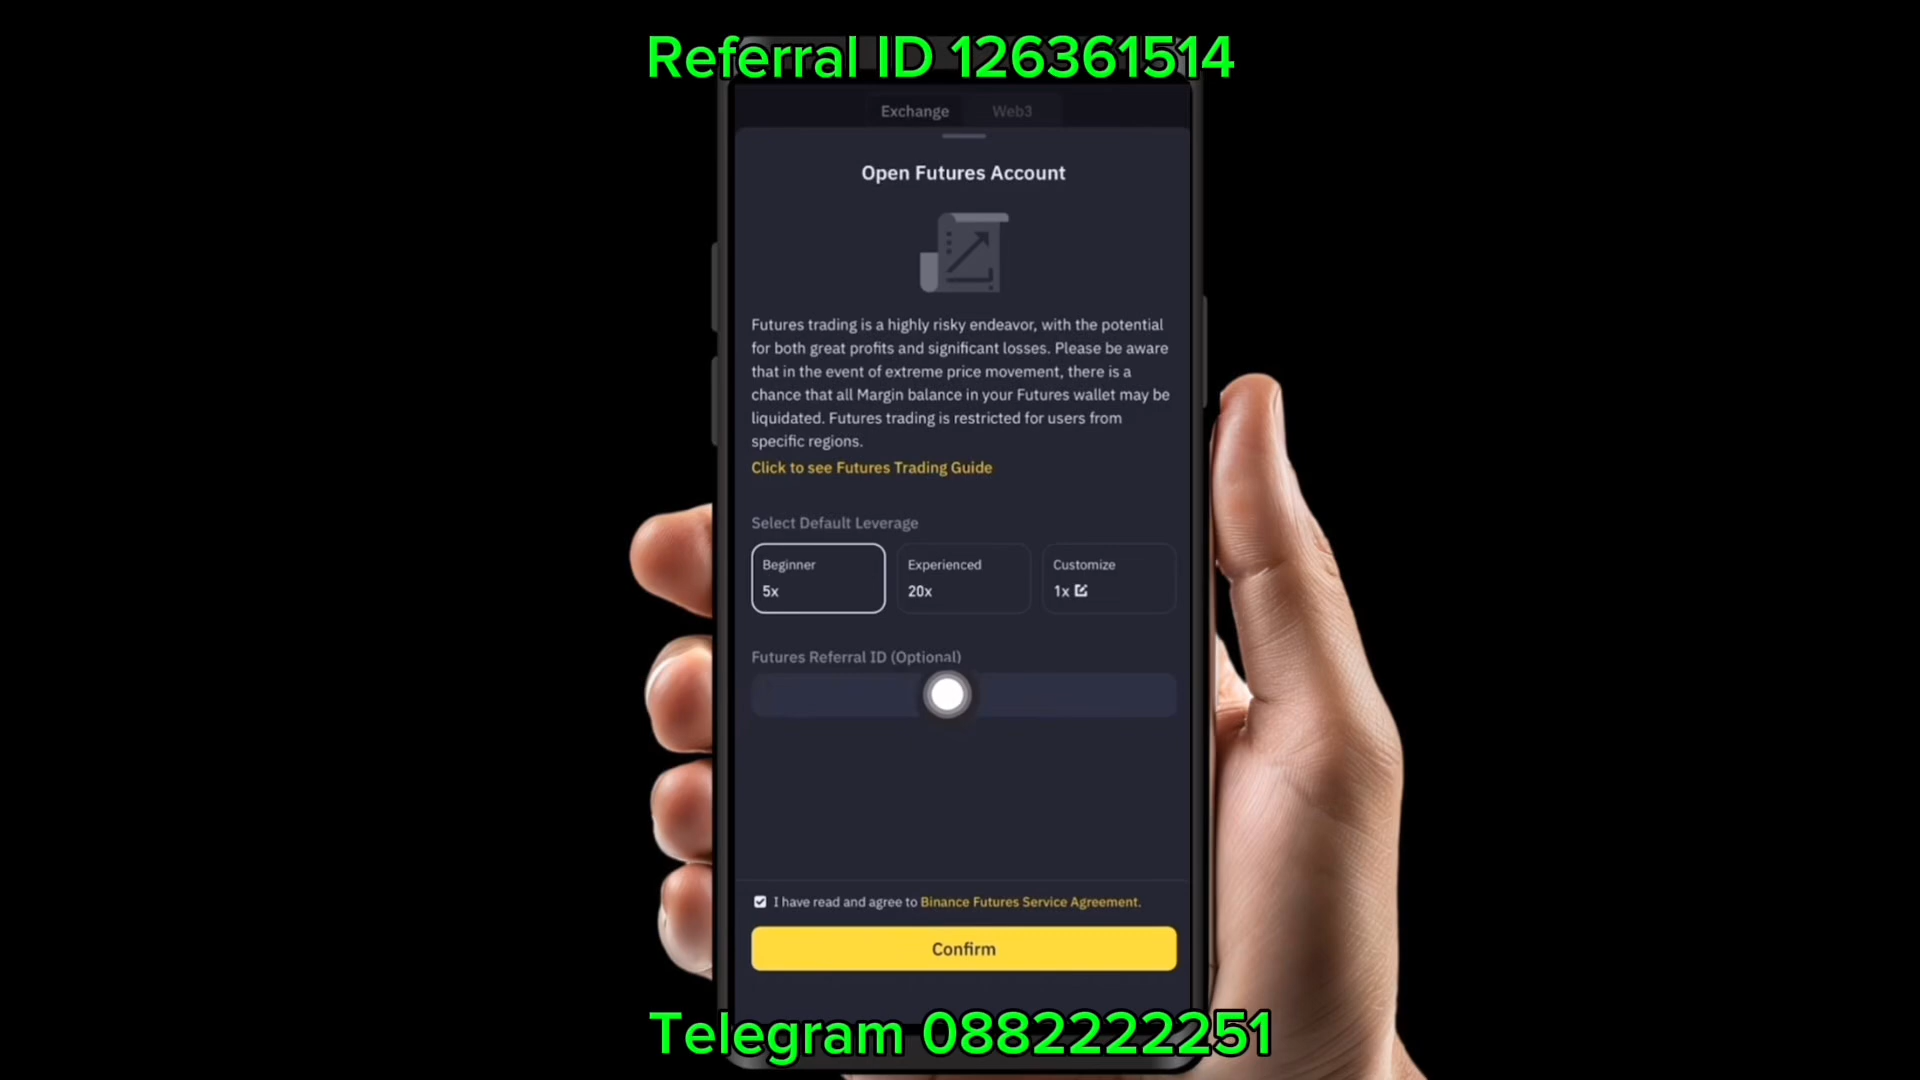 Referral ID 126361514
Exchange Web3
Open Futures Account
Futures trading is a highly risky endeavor, with the potential
for both great profits and significant losses. Please be aware
that in the event of extreme price movement, there is a
chance that all Margin balance in your Futures wallet may be
liquidated. Futures trading is restricted for users from
specific regions.
Click to see Futures Trading Guide
Select Default Leverage
Beginner Experienced Customize
5x 20x 1x
Futures Referral ID (Optional)
I have read and agree to Binance Futures Service Agreement.
Confirm
Telegram 0882222251